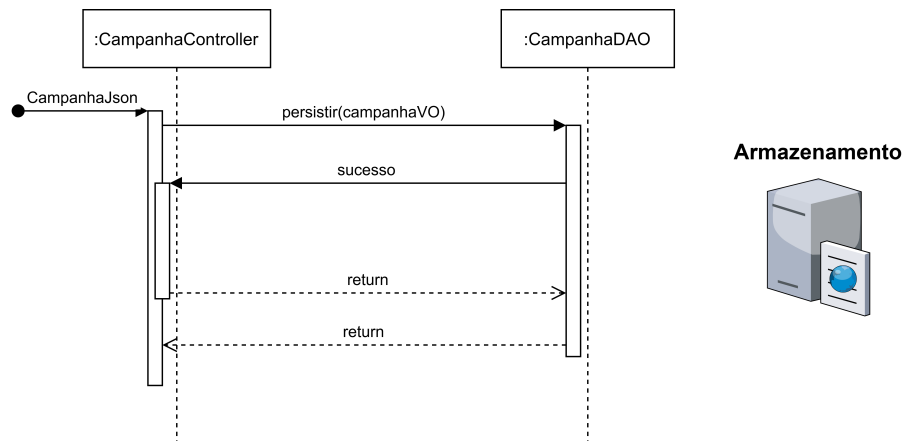 :CampanhaController
:CampanhaDAO
CampanhaJson
persistir(campanhaVO)
Armazenamento
sucesso
return
return